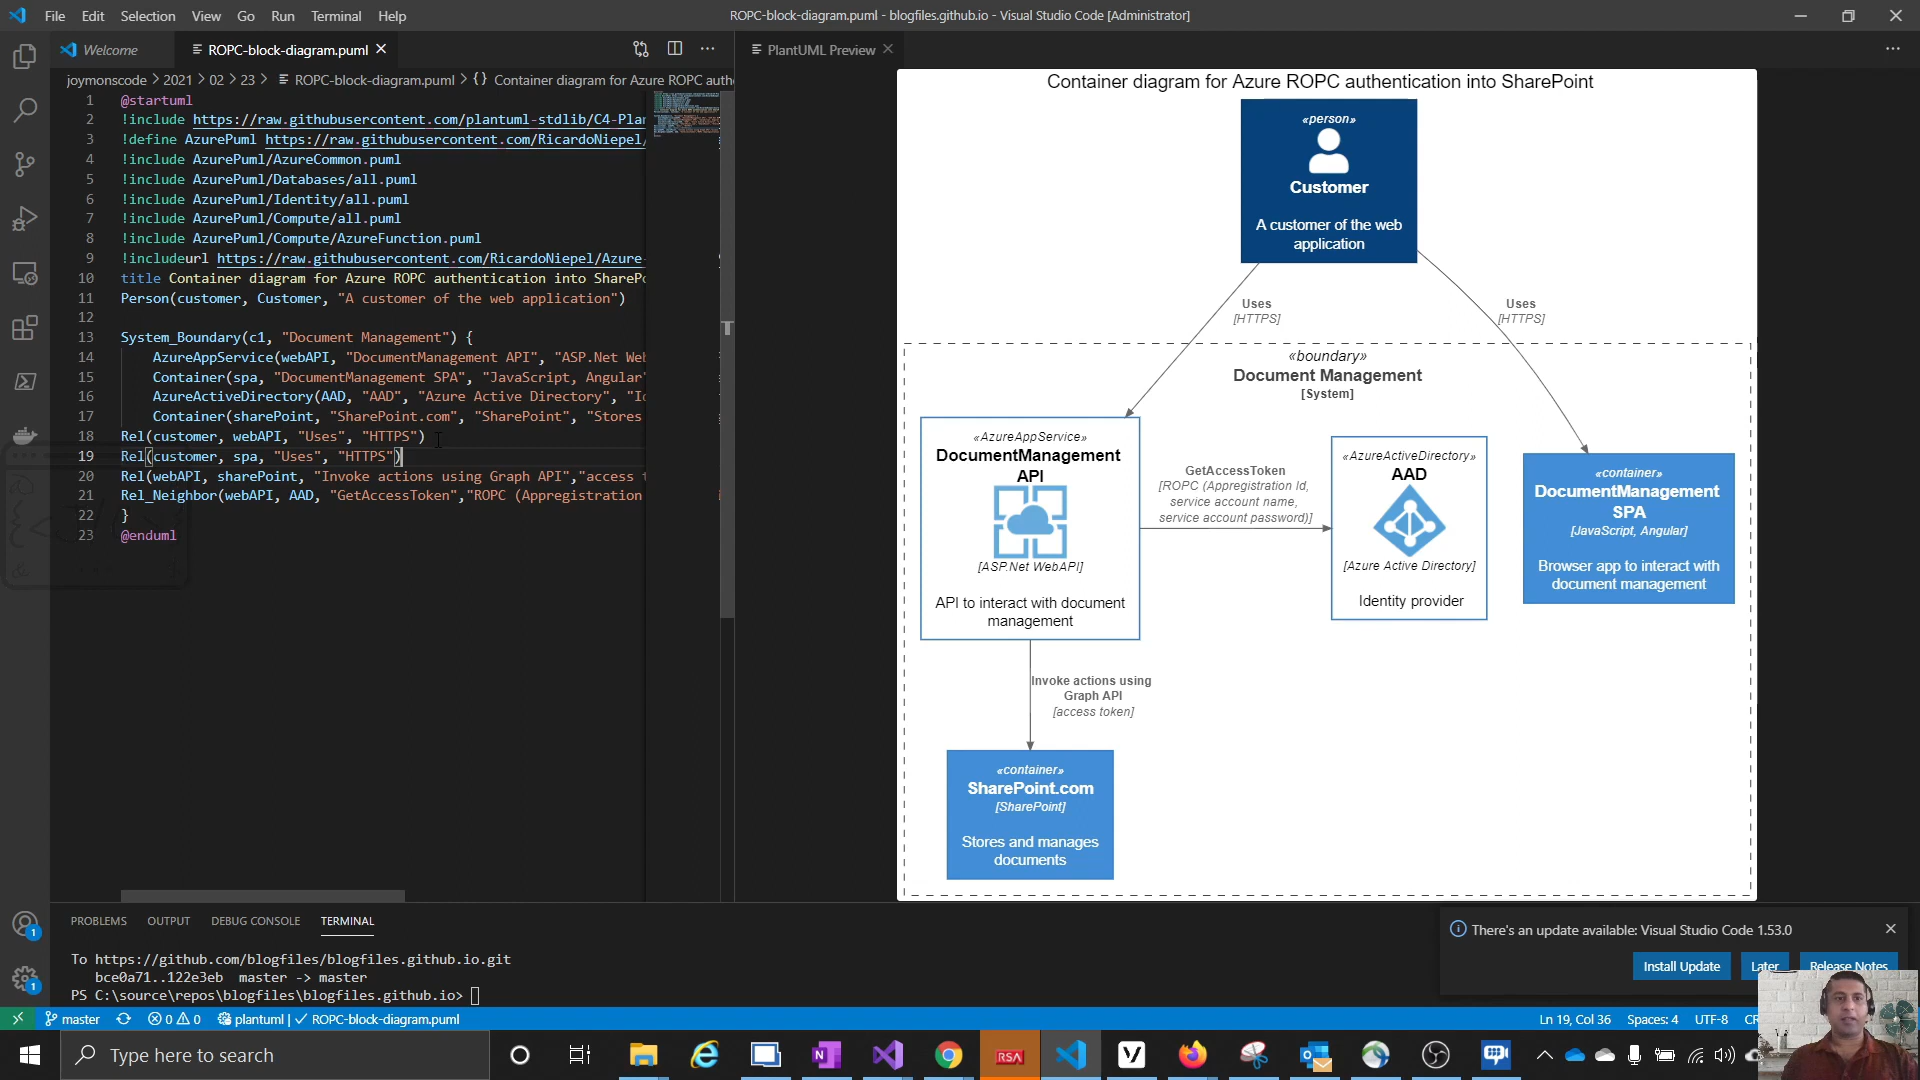 File Edit Selection View Go Run Terminal Help
ROPC-block-diagram.puml - blogfiles.github.io - Visual Studio Code [Administrator]
Welcome
ROPC-block-diagram.puml
PlantUML Preview
joymonscode > 2021 > 02 > 23 > ROPC-block-diagram.puml > {} Container diagram for Azure ROPC auth
1 @startuml
2 !include https://raw.githubusercontent.com/plantuml-stdlib/C4-Plan
3 !define AzurePuml https://raw.githubusercontent.com/RicardoNiepel/
4 !include AzurePuml/AzureCommon.puml
5 !include AzurePuml/Databases/all.puml
6 !include AzurePuml/Identity/all.puml
7 !include AzurePuml/Compute/all.puml
8 !include AzurePuml/Compute/AzureFunction.puml
9 !includeurl https://raw.githubusercontent.com/RicardoNiepel/Azure-
10 title Container diagram for Azure ROPC authentication into SharePo
11 Person(customer, Customer, "A customer of the web application")
12
13 System_Boundary(c1, "Document Management") {
14 AzureAppService(webAPI, "DocumentManagement API", "ASP.Net Web
15 Container(spa, "DocumentManagement SPA", "JavaScript, Angular"
16 AzureActiveDirectory(AAD, "AAD", "Azure Active Directory", "Id
17 Container(sharePoint, "SharePoint.com", "SharePoint", "Stores
18 Rel(customer, webAPI, "Uses", "HTTPS")
19 Rel(customer, spa, "Uses", "HTTPS")
20 Rel(webAPI, sharePoint, "Invoke actions using Graph API","access t
21 Rel_Neighbor(webAPI, AAD, "GetAccessToken","ROPC (Appregistration
22 }
23 @enduml
Container diagram for Azure ROPC authentication into SharePoint
«person»
Customer
A customer of the web
application
Uses
[HTTPS]
Uses
[HTTPS]
«boundary»
Document Management
[System]
«AzureAppService»
DocumentManagement
API
[ASP.Net WebAPI]
API to interact with document
management
GetAccessToken
[ROPC (Appregistration Id,
service account name,
service account password)]
«AzureActiveDirectory»
AAD
[Azure Active Directory]
Identity provider
«container»
DocumentManagement
SPA
[JavaScript, Angular]
Browser app to interact with
document management
Invoke actions using
Graph API
[access token]
«container»
SharePoint.com
[SharePoint]
Stores and manages
documents
PROBLEMS OUTPUT DEBUG CONSOLE TERMINAL
To https://github.com/blogfiles/blogfiles.github.io.git
bce0a71..122e3eb master -> master
PS C:\source\repos\blogfiles\blogfiles.github.io>
There's an update available: Visual Studio Code 1.53.0
Install Update Later Release Notes
1
1
master 0 0 plantuml | ✓ ROPC-block-diagram.puml
Ln 19, Col 36 Spaces: 4 UTF-8 CR
Type here to search
RSA